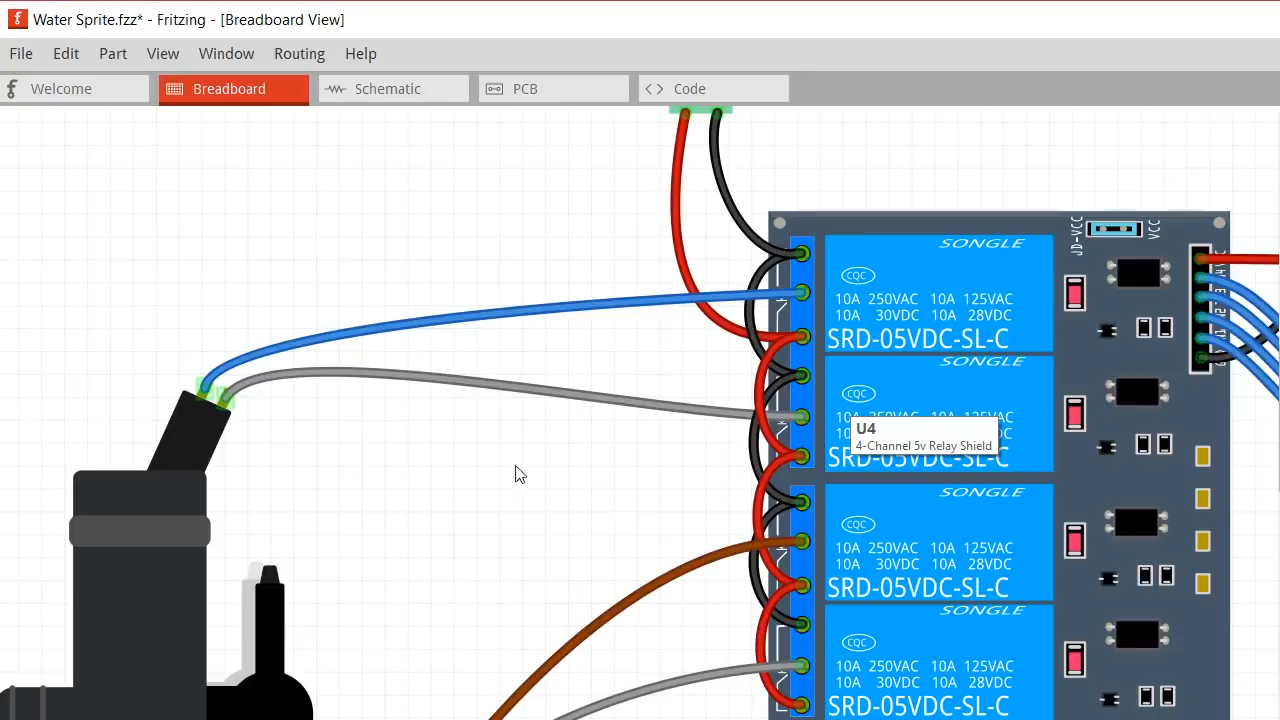 Water Sprite.fzz* - Fritzing - [Breadboard View]
File Edit Part View Window Routing Help
Welcome Breadboard Schematic PCB Code
JD-VCC VCC
SONGLE
CQC
10A 250VAC 10A 125VAC
10A 30VDC 10A 28VDC
SRD-05VDC-SL-C
SONGLE
CQC
U4
4-Channel 5v Relay Shield
SRD-05VDC-SL-C
SONGLE
CQC
10A 250VAC 10A 125VAC
10A 30VDC 10A 28VDC
SRD-05VDC-SL-C
SONGLE
CQC
10A 250VAC 10A 125VAC
10A 30VDC 10A 28VDC
SRD-05VDC-SL-C